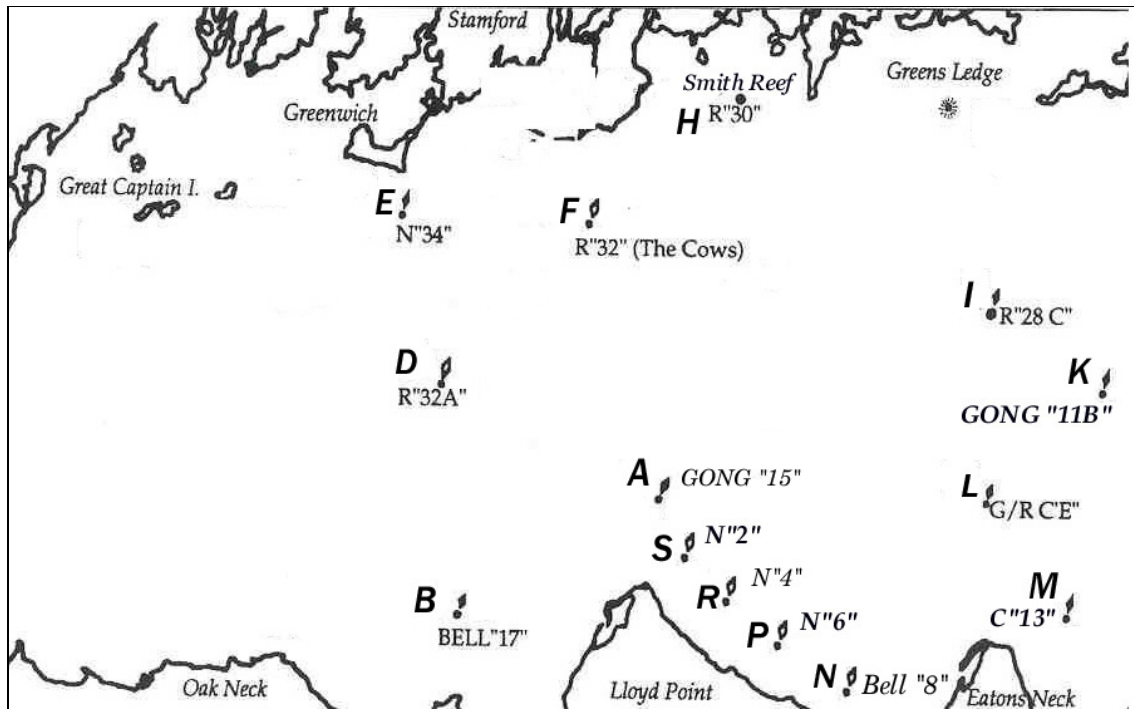 Stamford
Smith Reef
Greens Ledge
Greenwich
H
R"30"
Great Captain I.
E
F
N"34"
R"32" (The Cows)
I
R"28 C"
D
R"32A"
K
GONG "11B"
A
GONG "15"
L
G/R C'E"
S
N"2"
R
N"4"
B
BELL"17"
M
C"13"
P
N"6"
Oak Neck
Lloyd Point
N
Bell "8"
Eatons Neck